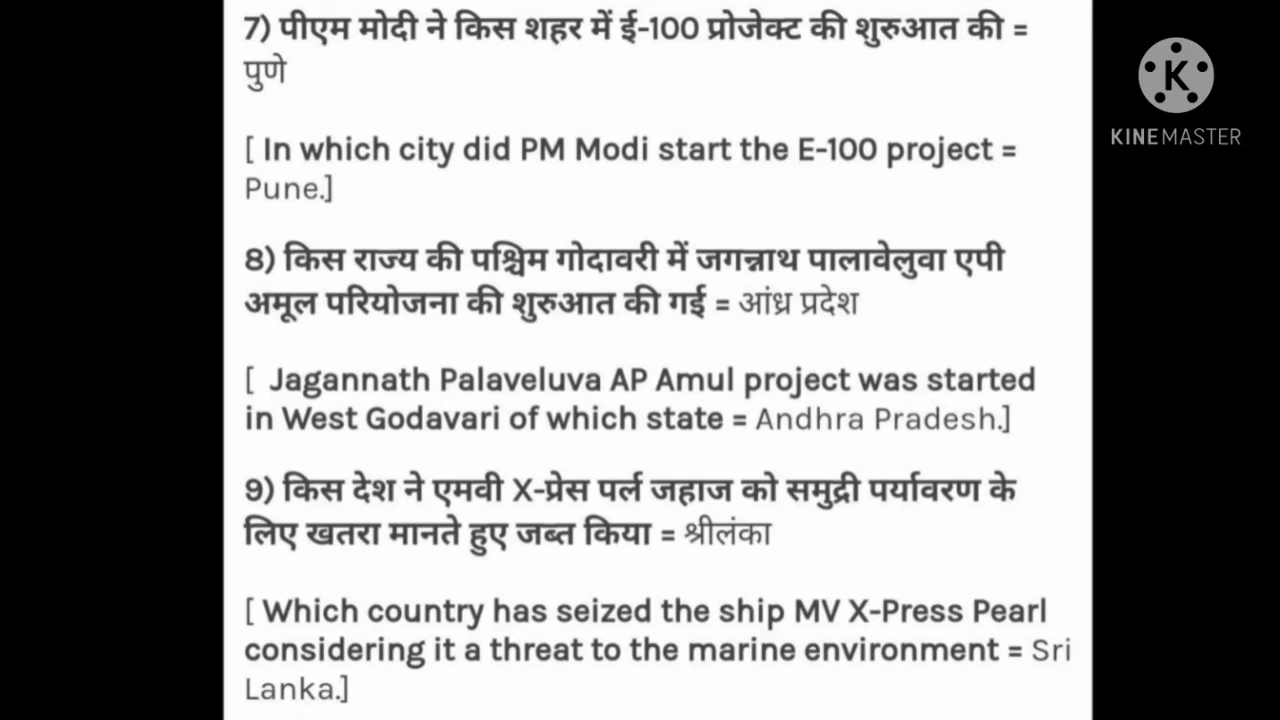 7) पीएम मोदी ने किस शहर में ई-100 प्रोजेक्ट की शुरुआत की =
पुणे
[ In which city did PM Modi start the E-100 project =
Pune.]
8) किस राज्य की पश्चिम गोदावरी में जगन्नाथ पालावेलुवा एपी
अमूल परियोजना की शुरुआत की गई = आंध्र प्रदेश
[ Jagannath Palaveluva AP Amul project was started
in West Godavari of which state = Andhra Pradesh.]
9) किस देश ने एमवी X-प्रेस पर्ल जहाज को समुद्री पर्यावरण के
लिए खतरा मानते हुए जब्त किया = श्रीलंका
[ Which country has seized the ship MV X-Press Pearl
considering it a threat to the marine environment = Sri
Lanka.]
K
KINEMASTER